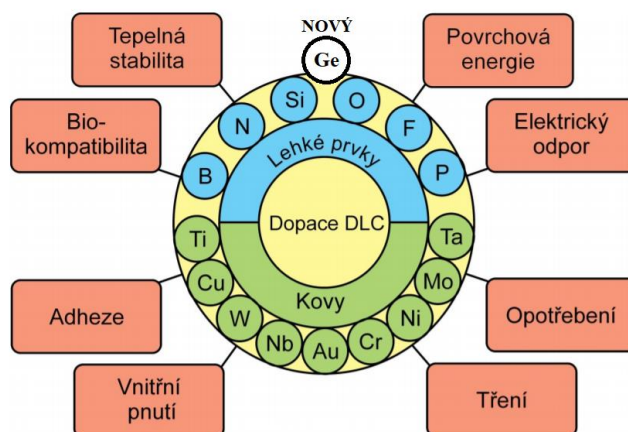 NOVÝ
Ge
Tepelná
stabilita
Povrchová
energie
Si
O
N
F
Bio-
kompatibilita
Elektrický
odpor
B
P
Lehké prvky
Dopace DLC
Kovy
Ti
Ta
Cu
Mo
W
Ni
Nb
Au
Cr
Adheze
Opotřebení
Vnitřní
pnutí
Tření